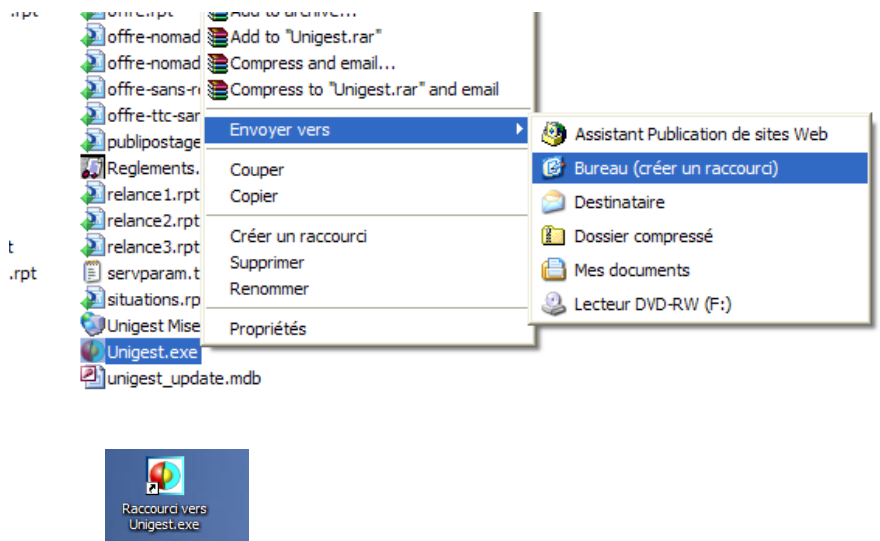 .rpt
offre.rpt
Add to archive...
offre-nomad
Add to "Unigest.rar"
offre-nomad
Compress and email...
offre-sans-r
Compress to "Unigest.rar" and email
offre-ttc-sar
publipostage
Reglements.
relance1.rpt
relance2.rpt
t
relance3.rpt
.rpt
servparam.t
situations.rp
Unigest Mise
Unigest.exe
unigest_update.mdb
Envoyer vers
Couper
Copier
Créer un raccourci
Supprimer
Renommer
Propriétés
Assistant Publication de sites Web
Bureau (créer un raccourci)
Destinataire
Dossier compressé
Mes documents
Lecteur DVD-RW (F:)
Raccourci vers
Unigest.exe